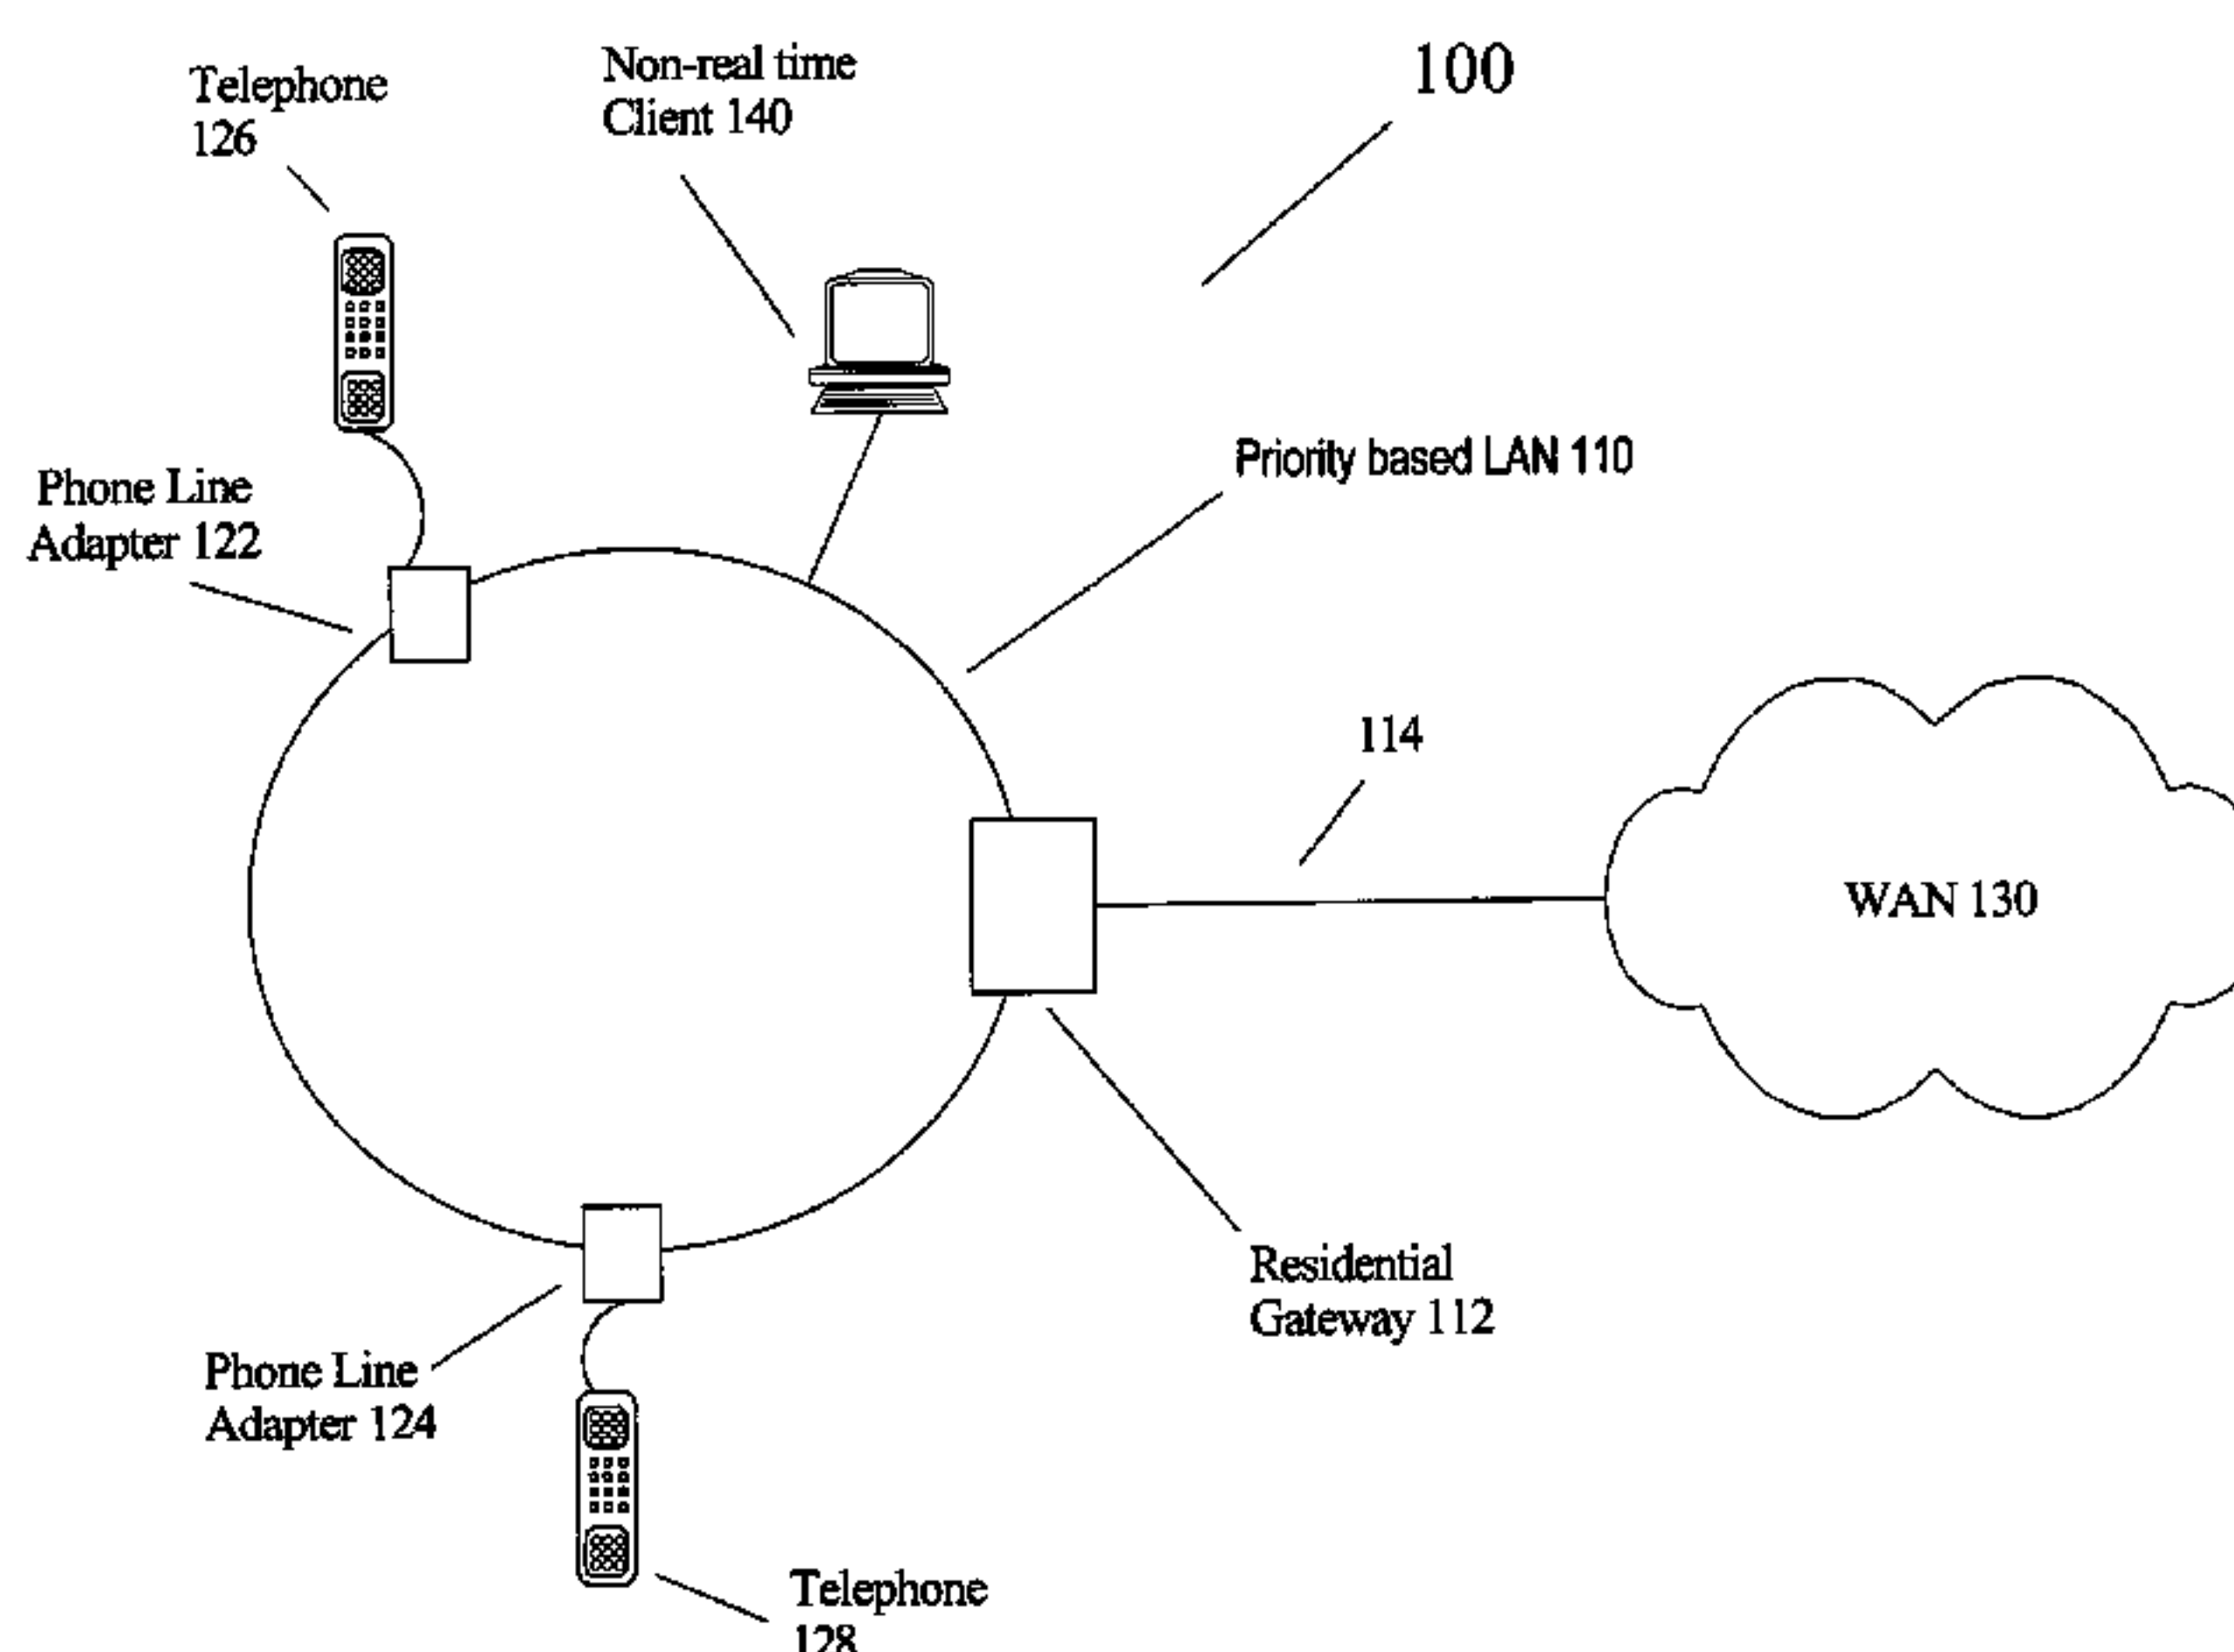 Telephone
126
Non-real time
Client 140
100
Phone Line
Adapter 122
Priority based LAN 110
114
WAN 130
Residential
Gateway 112
Phone Line
Adapter 124
Telephone
128